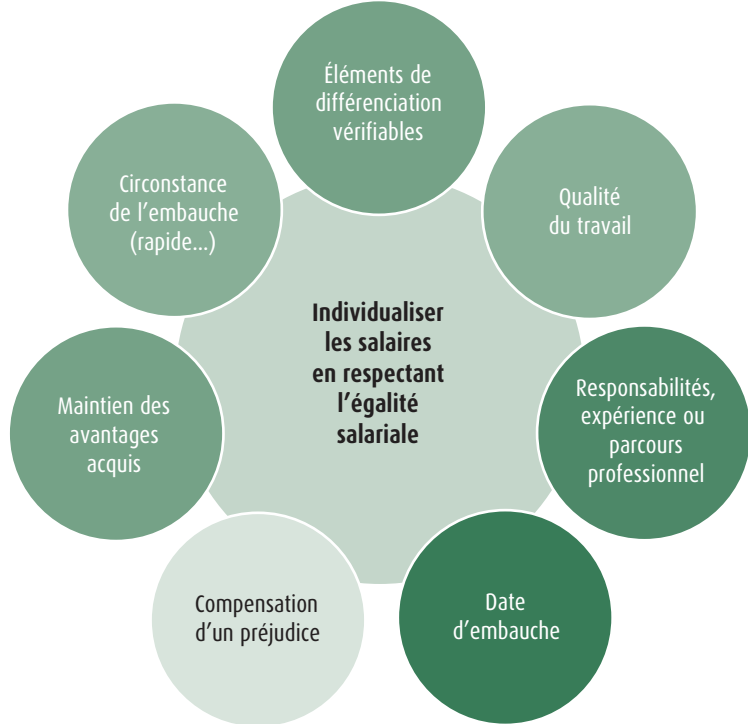 Éléments de
différenciation
vérifiables
Qualité
du travail
Responsabilités,
expérience ou
parcours
professionnel
Date
d'embauche
Compensation
d'un préjudice
Maintien des
avantages
acquis
Circonstance
de l'embauche
(rapide...)
Individualiser
les salaires
en respectant
l'égalité
salariale